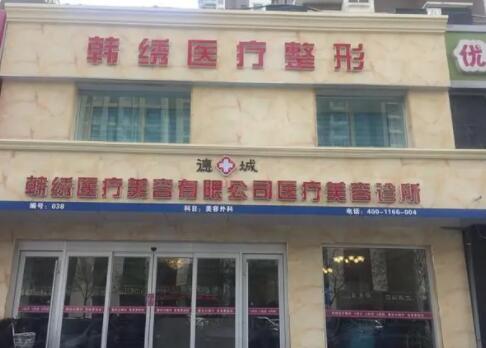 韩绣医疗整形
优
德城
韩绣医疗美容有限公司医疗美容诊所
编号：038 科目：美容外科 电话：400-1166-004